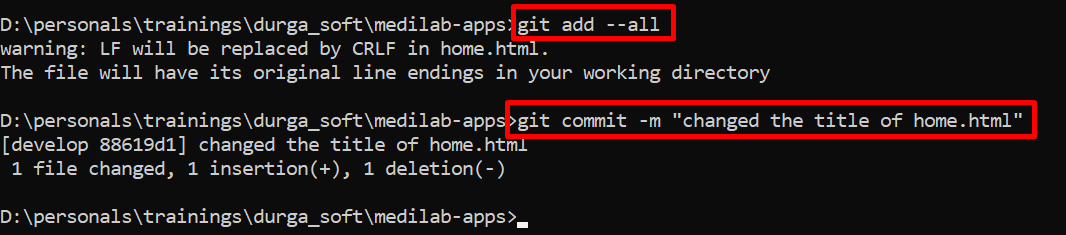 D:\personals\trainings\durga_soft\medilab-apps>git add --all
warning: LF will be replaced by CRLF in home.html.
The file will have its original line endings in your working directory
D:\personals\trainings\durga_soft\medilab-apps>git commit -m "changed the title of home.html"
[develop 88619d1] changed the title of home.html
 1 file changed, 1 insertion(+), 1 deletion(-)
D:\personals\trainings\durga_soft\medilab-apps>